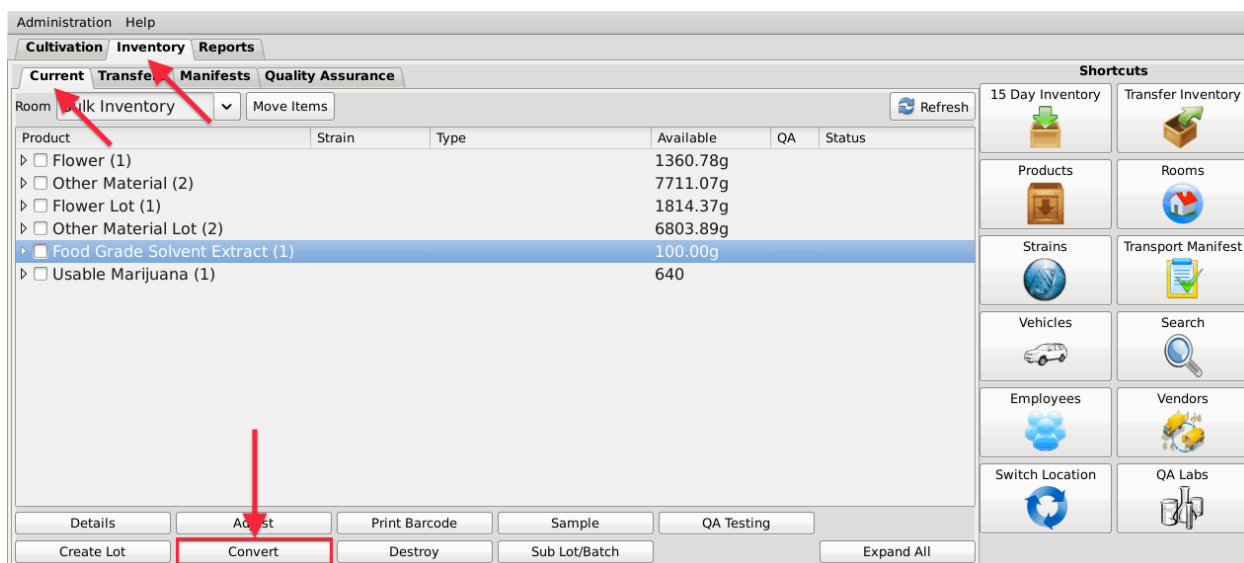 Administration Help
Cultivation Inventory Reports
Current Transfers Manifests Quality Assurance
Room Bulk Inventory Move Items Refresh
Product Strain Type Available QA Status
Flower (1) 1360.78g
Other Material (2) 7711.07g
Flower Lot (1) 1814.37g
Other Material Lot (2) 6803.89g
Food Grade Solvent Extract (1) 100.00g
Usable Marijuana (1) 640
Details Adjust Print Barcode Sample QA Testing
Create Lot Convert Destroy Sub Lot/Batch Expand All
Shortcuts
15 Day Inventory Transfer Inventory
Products Rooms
Strains Transport Manifest
Vehicles Search
Employees Vendors
Switch Location QA Labs